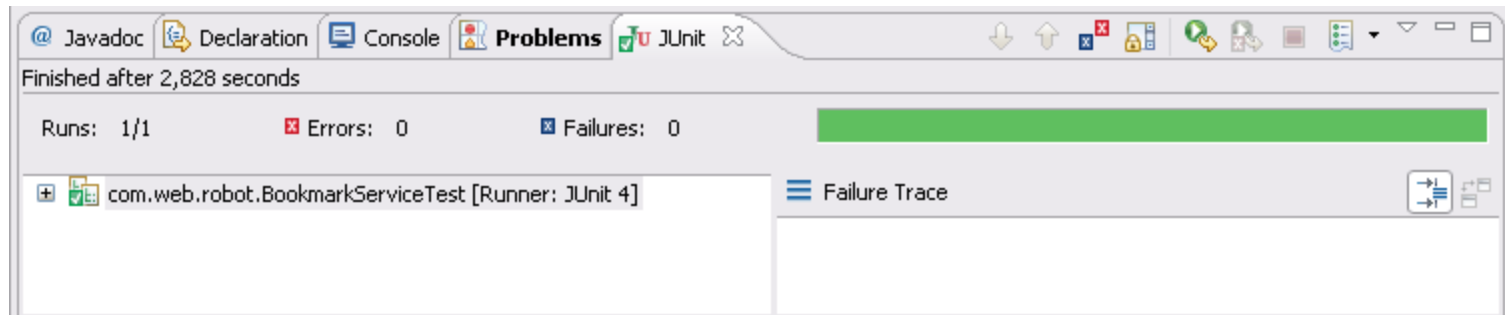 @ Javadoc Declaration Console Problems JUnit
Finished after 2,828 seconds
Runs: 1/1 Errors: 0 Failures: 0
com.web.robot.BookmarkServiceTest [Runner: JUnit 4] Failure Trace